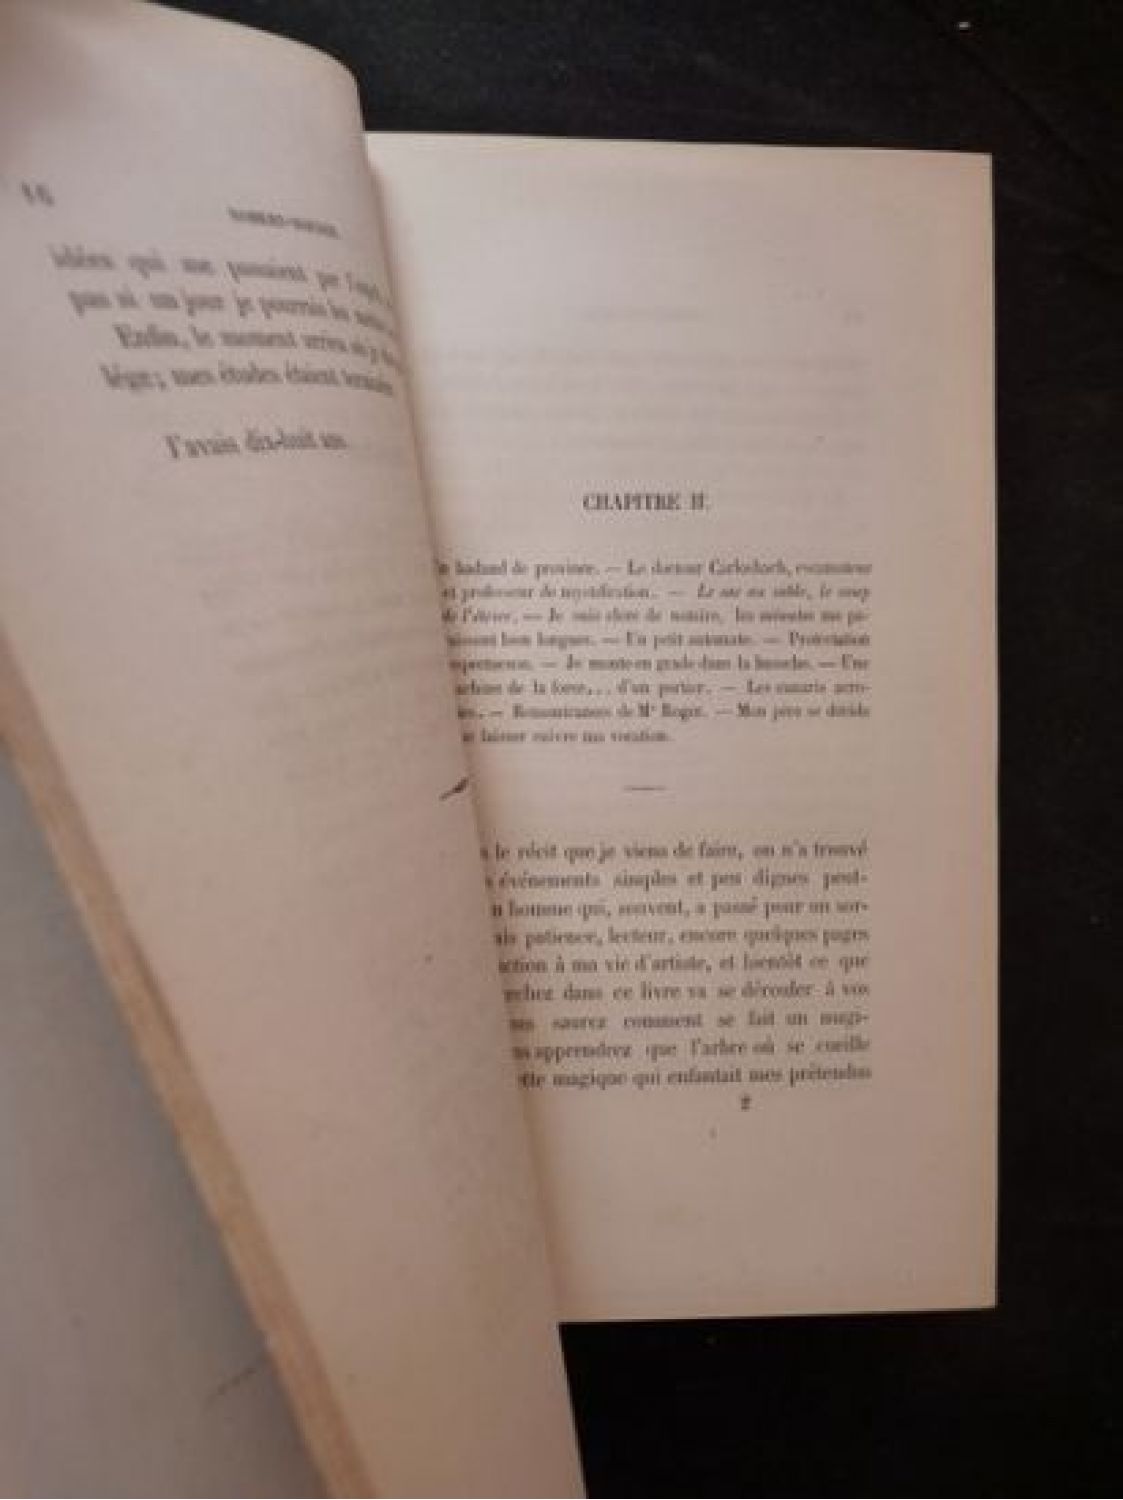 16
ROBERT-HOUDIN.
idées qui me passaient par l'esprit,
pas si un jour je pourrais les mettre
Enfin, le moment arriva où je
lége; mes études étaient terminées.
J'avais dix-huit ans.
CHAPITRE II.
badaud de province. — Le docteur Carlosbach, escamoteur
et professeur de mystification. — Le sac au sable, le coup
de l'étrier. — Je suis clerc de notaire, les minutes me pa-
raissent bien longues. — Un petit automate. — Protestation
respectueuse. — Je monte en grade dans la basoche. — Une
machine de la force... d'un portier. — Les canaris acro-
bates. — Remontrances de Me Roger. — Mon père se décide
laisser suivre ma vocation.
le récit que je viens de faire, on n'a trouvé
événements simples et peu dignes peut-
homme qui, souvent, a passé pour un sor-
patience, lecteur, encore quelques pages
à ma vie d'artiste, et bientôt ce que
dans ce livre va se dérouler à vos
saurez comment se fait un magi-
apprendrez que l'arbre où se cueille
magique qui enfantait mes prétendus
2